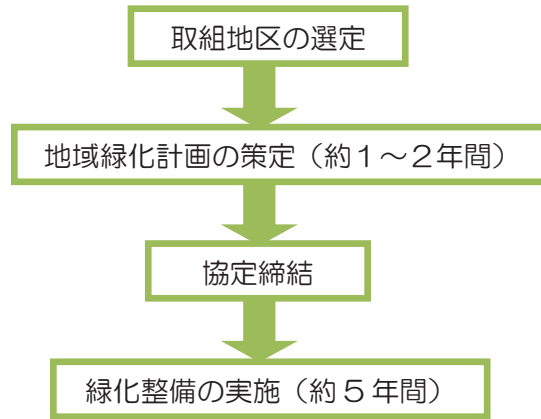 取組地区の選定
地域緑化計画の策定（約１～２年間）
協定締結
緑化整備の実施（約５年間）